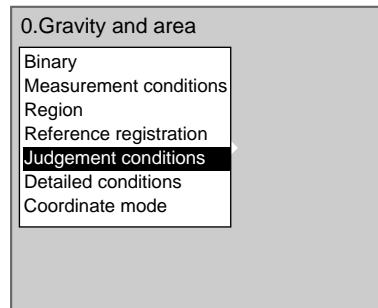 0.Gravity and area
Binary
Measurement conditions
Region
Reference registration
Judgement conditions
Detailed conditions
Coordinate mode